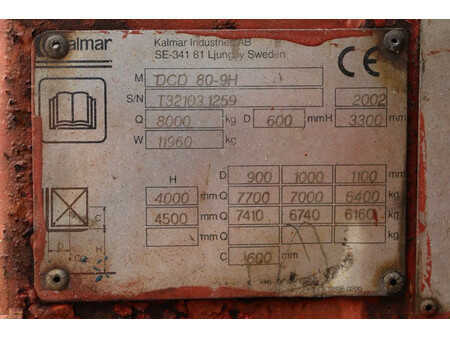 Kalmar Kalmar Industries AB
SE-341 81 Ljungby Sweden
CE
M DCD 80-9H
S/N T32103.1259 2002
Q 8000 kg D 600 mm H 3300 mm
W 11960 kg
H D 900 1000 1100 mm
4000 mm Q 7700 7000 6400 kg
4500 mm Q 7410 6740 6160 kg
mm Q kg
C 600 mm
D C H